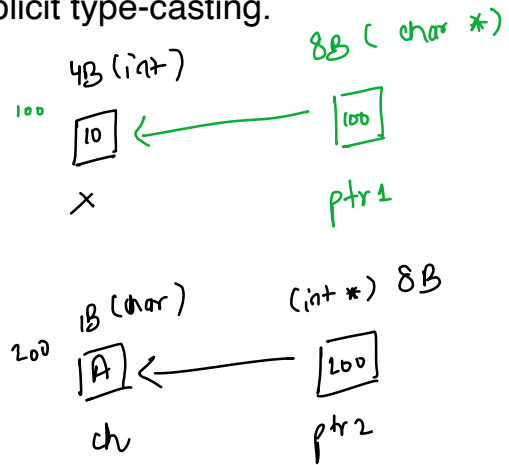 plicit type-casting.
4B (int)
8B ( char *)
100
10
100
x
ptr1
1B (char)
(int *) 8B
200
A
200
ch
ptr2